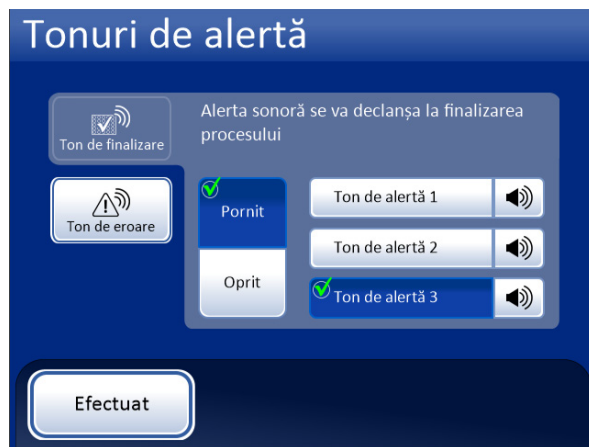 Tonuri de alertă
Ton de finalizare
Alerta sonoră se va declanșa la finalizarea
procesului
Ton de eroare
Pornit
Oprit
Ton de alertă 1
Ton de alertă 2
Ton de alertă 3
Efectuat